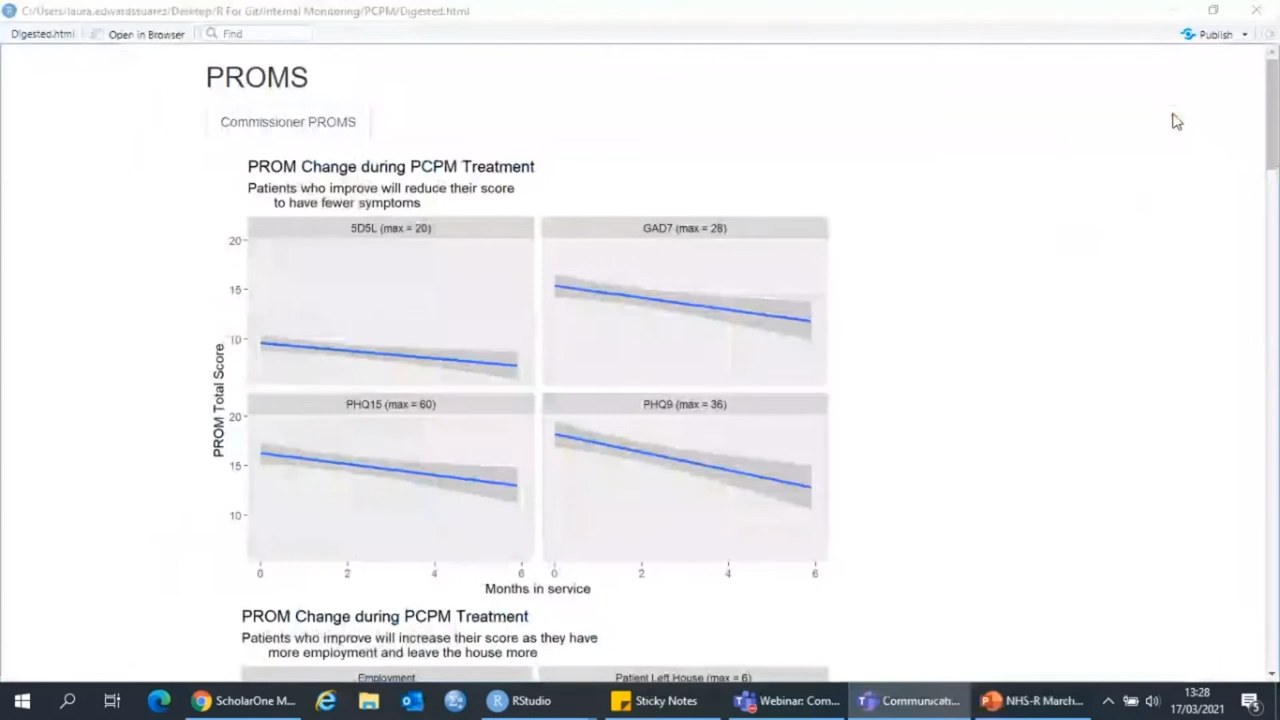 C:/Users/laura.edwardssuarez/Desktop/R For Git/Internal Monitoring/PCPM/Digested.html
Digested.html Open in Browser Find Publish
PROMS
Commissioner PROMS
PROM Change during PCPM Treatment
Patients who improve will reduce their score
to have fewer symptoms
5D5L (max = 20) GAD7 (max = 28)
20
15
10
PHQ15 (max = 60) PHQ9 (max = 36)
20
15
10
PROM Total Score
0 2 4 6 0 2 4 6
Months in service
PROM Change during PCPM Treatment
Patients who improve will increase their score as they have
more employment and leave the house more
Employment Patient Left House (max = 6)
ScholarOne M... RStudio Sticky Notes Webinar: Com... Communicati... NHS-R March... 13:28
17/03/2021
5